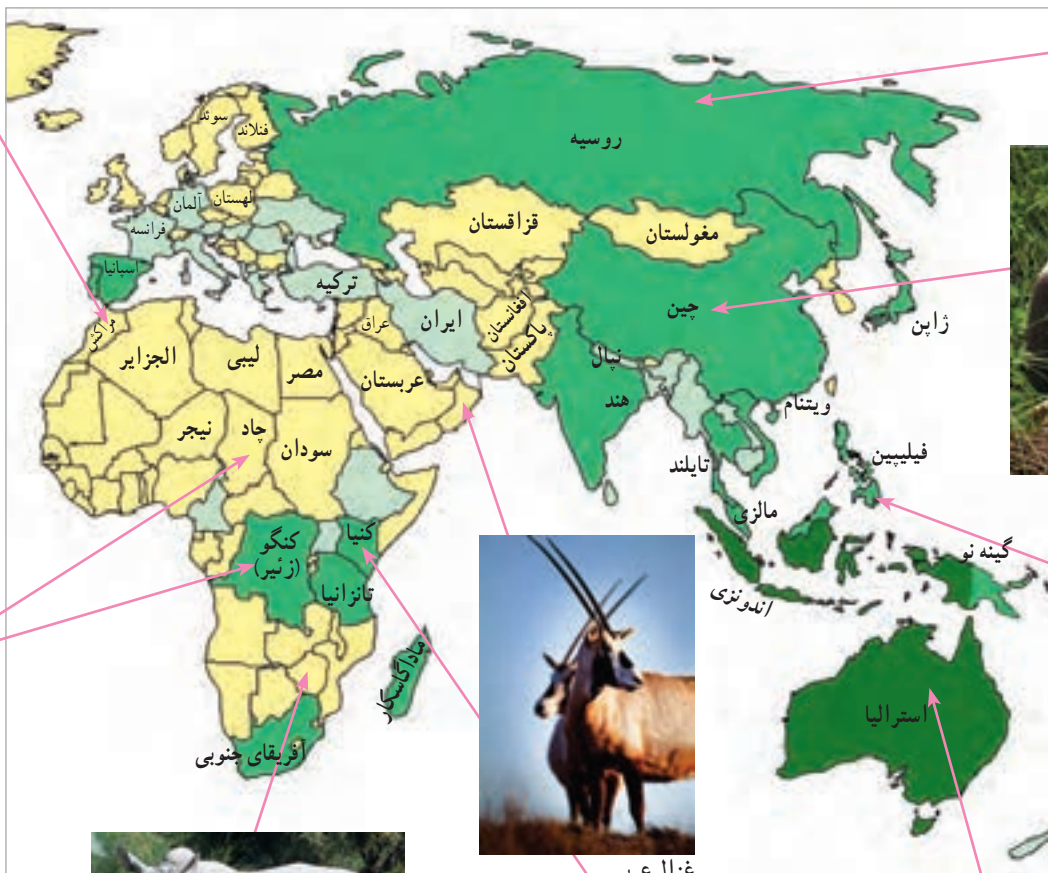 سوئد
فنلاند
روسیه
آلمان
لهستان
فرانسه
اسپانیا
قزاقستان
مغولستان
ترکیه
چین
ژاپن
ایران
افغانستان
پاکستان
عراق
مراکش
الجزایر
لیبی
مصر
عربستان
نپال
هند
ویتنام
نیجر
چاد
سودان
تایلند
فیلیپین
مالزی
کنیا
کنگو
(زئیر)
تانزانیا
گینه نو
اندونزی
ماداگاسکار
استرالیا
افریقای جنوبی